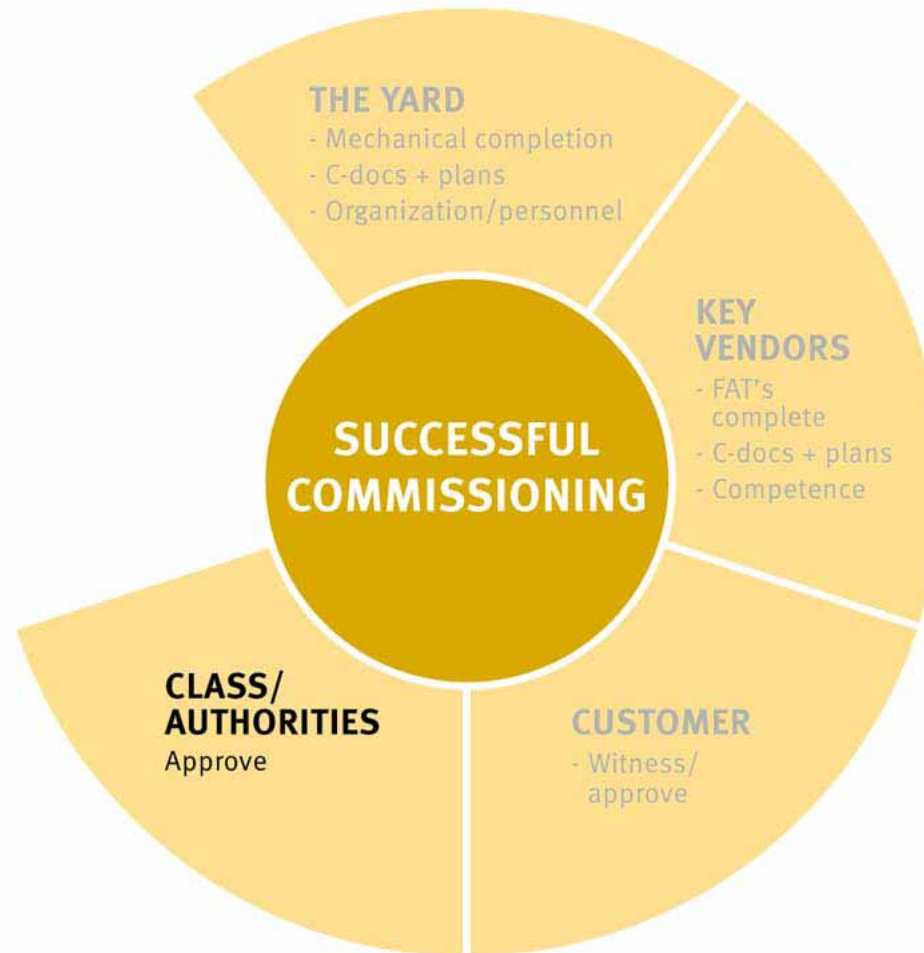 THE YARD
- Mechanical completion
- C-docs + plans
- Organization/personnel
KEY
VENDORS
- FAT's
complete
- C-docs + plans
- Competence
SUCCESSFUL
COMMISSIONING
CLASS/
AUTHORITIES
Approve
CUSTOMER
- Witness/
approve